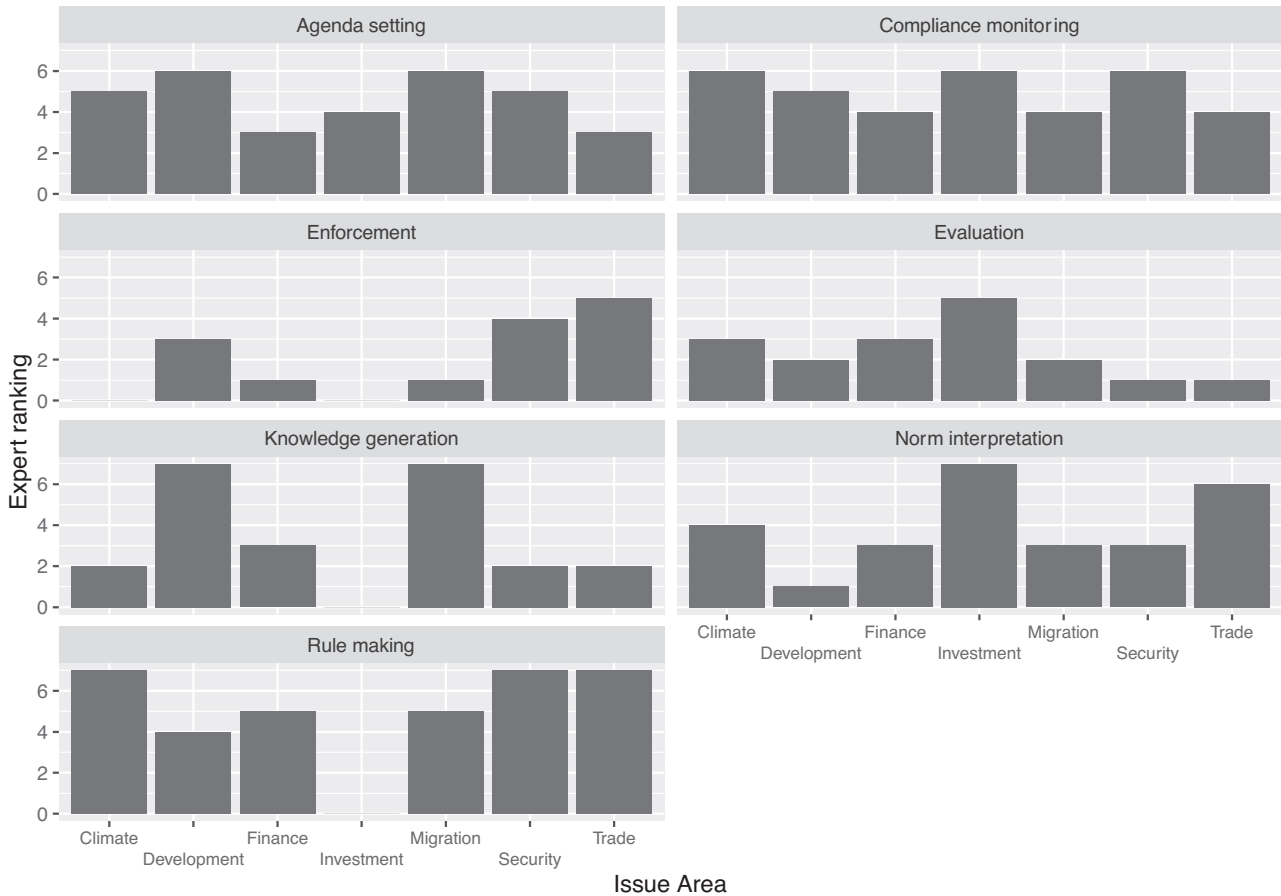 Agenda setting
Compliance monitoring
6
4
2
0
Enforcement
Evaluation
6
4
2
0
Knowledge generation
Norm interpretation
6
4
2
0
Climate Finance Migration Trade
Development Investment Security
Rule making
6
4
2
0
Climate Finance Migration Trade
Development Investment Security
Expert ranking
Issue Area